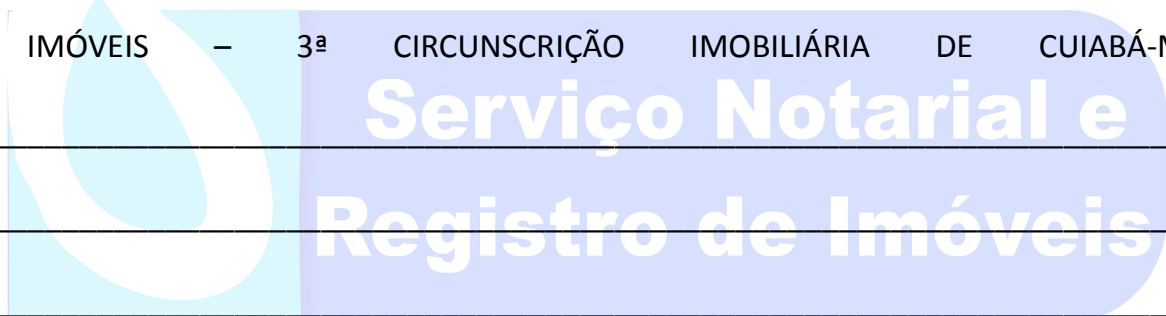 IMÓVEIS – 3ª CIRCUNSCRIÇÃO IMOBILIÁRIA DE CUIABÁ-
Serviço Notarial e
Registro de Imóveis